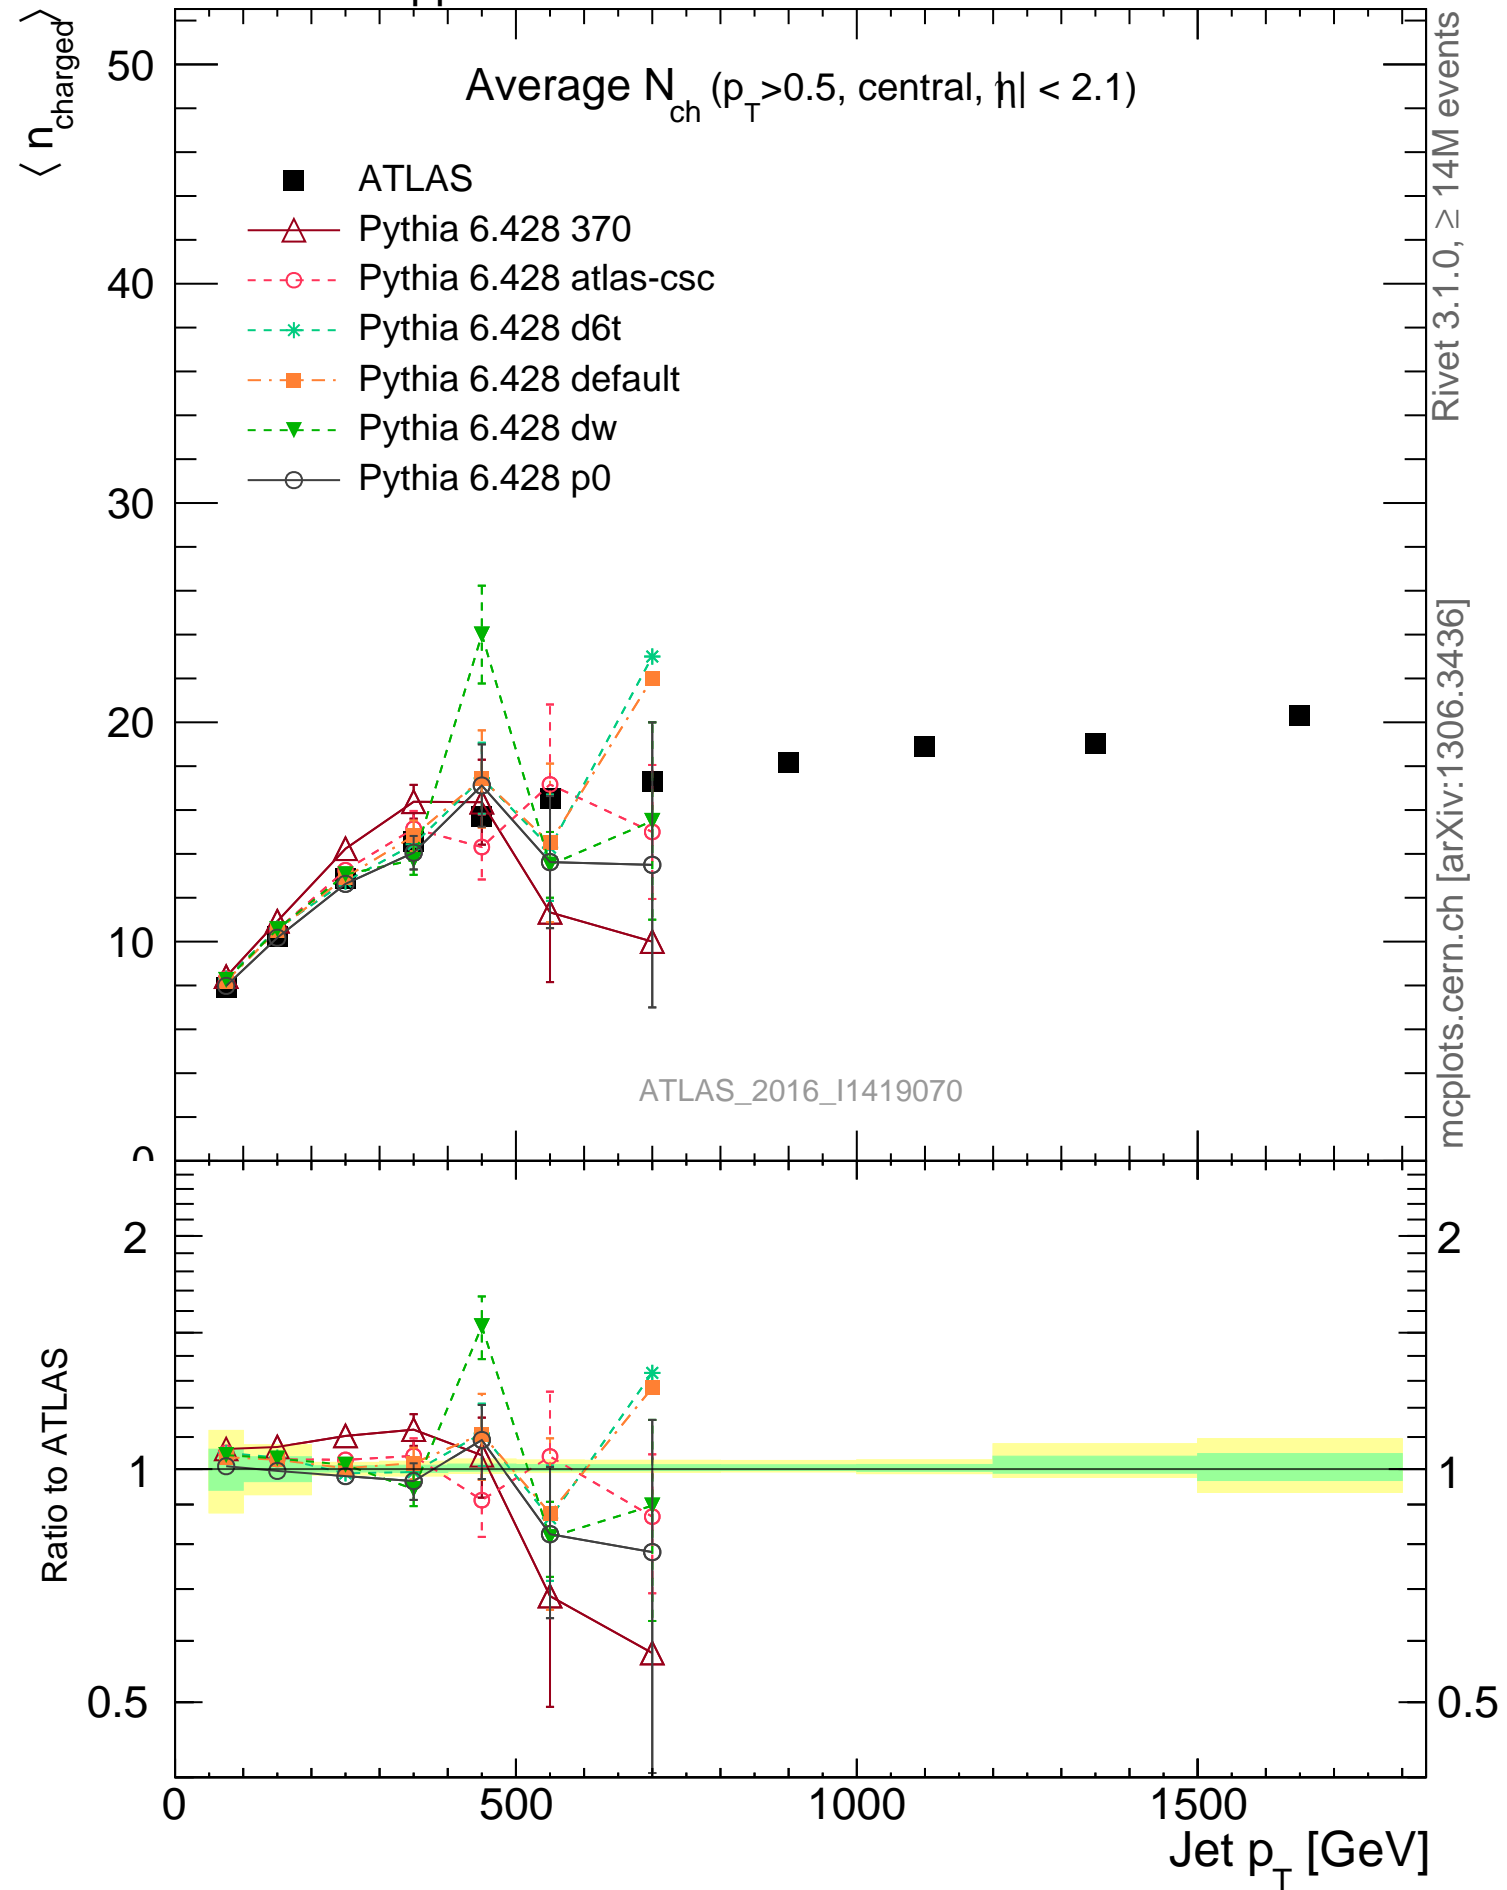 ⟨ n_charged ⟩
50
40
30
20
10
0
Average N_ch (p_T>0.5, central, |η| < 2.1)
ATLAS
Pythia 6.428 370
Pythia 6.428 atlas-csc
Pythia 6.428 d6t
Pythia 6.428 default
Pythia 6.428 dw
Pythia 6.428 p0
ATLAS_2016_I1419070
Rivet 3.1.0, ≥ 14M events
mcplots.cern.ch [arXiv:1306.3436]
Ratio to ATLAS
2
1
0.5
2
1
0.5
0
500
1000
1500
Jet p_T [GeV]